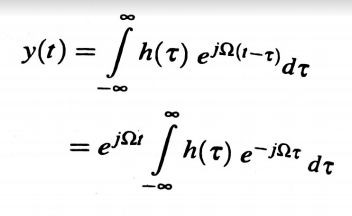 y(t) = ∫_{-∞}^{∞} h(τ) e^{jΩ(t-τ)} dτ
= e^{jΩt} ∫_{-∞}^{∞} h(τ) e^{-jΩτ} dτ